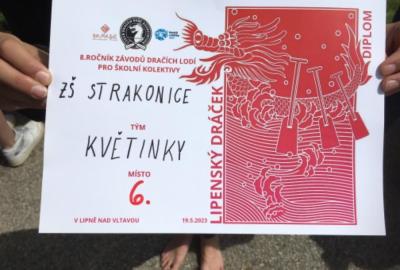 8.ROČNÍK ZÁVODŮ DRAČÍCH LODÍ
PRO ŠKOLNÍ KOLEKTIVY
ZŠ STRAKONICE
TÝM
KVĚTINKY
MÍSTO
6.
V LIPNĚ NAD VLTAVOU
19.5.2023
LIPENSKÝ DRÁČEK
DIPLOM